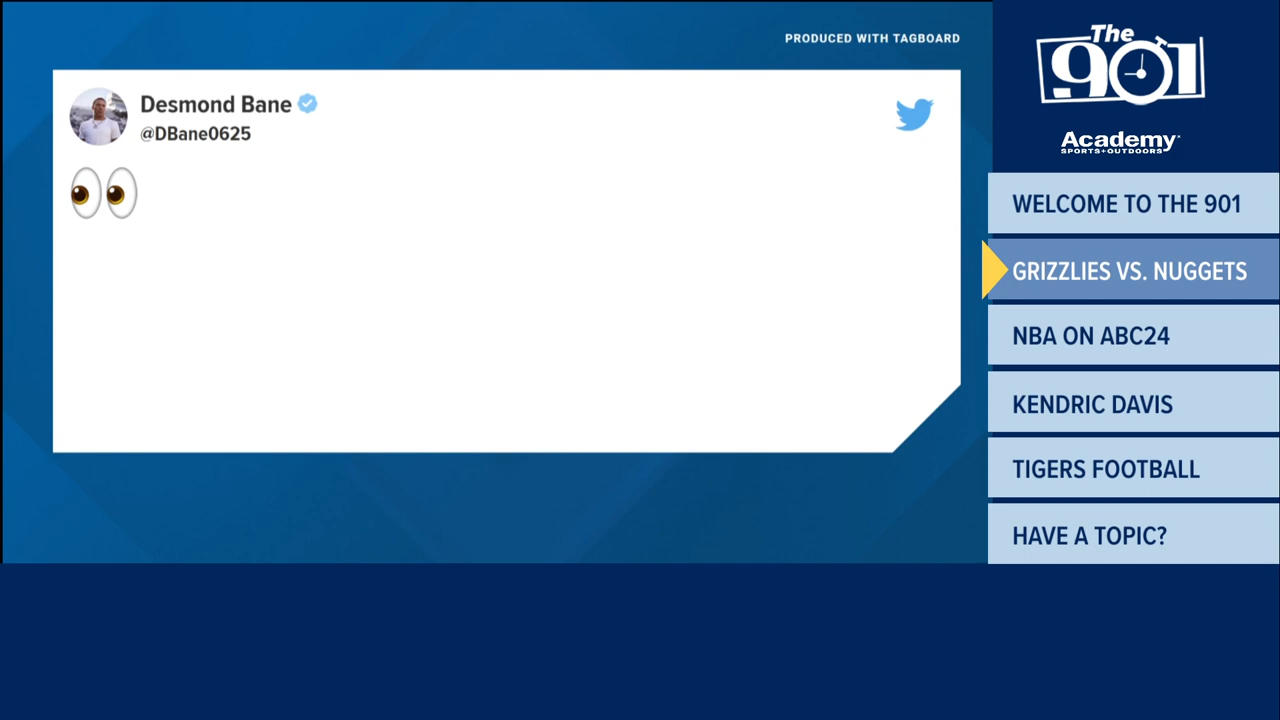 PRODUCED WITH TAGBOARD
Desmond Bane
@DBane0625
👀
The
901
Academy
SPORTS+OUTDOORS
WELCOME TO THE 901
GRIZZLIES VS. NUGGETS
NBA ON ABC24
KENDRIC DAVIS
TIGERS FOOTBALL
HAVE A TOPIC?